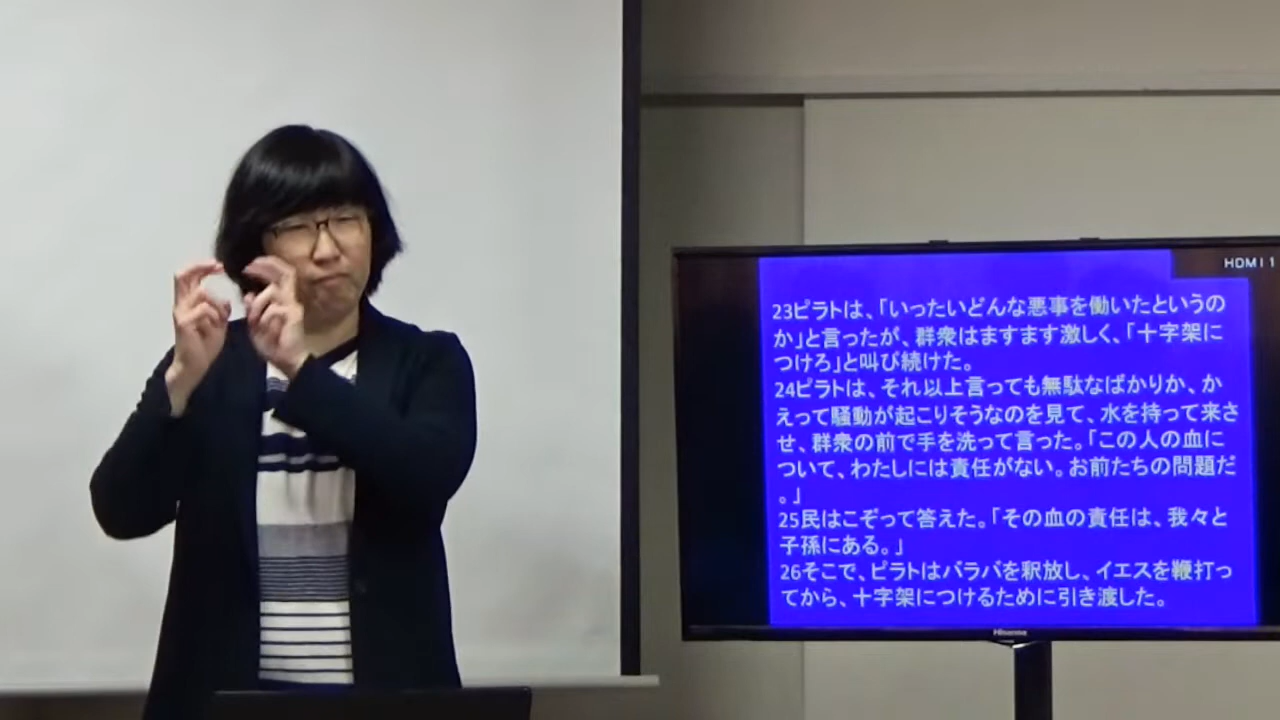 HDMI 1
23ピラトは、「いったいどんな悪事を働いたというの
か」と言ったが、群衆はますます激しく、「十字架に
つけろ」と叫び続けた。
24ピラトは、それ以上言っても無駄なばかりか、か
えって騒動が起こりそうなのを見て、水を持って来さ
せ、群衆の前で手を洗って言った。「この人の血に
ついて、わたしには責任がない。お前たちの問題だ
。」
25民はこぞって答えた。「その血の責任は、我々と
子孫にある。」
26そこで、ピラトはバラバを釈放し、イエスを鞭打っ
てから、十字架につけるために引き渡した。
Hisense